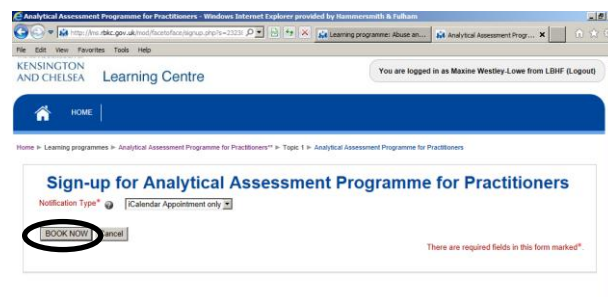 Analytical Assessment Programme for Practitioners - Windows Internet Explorer provided by Hammersmith & Fulham
Learning programme: Abuse an... Analytical Assessment Progr...
File Edit View Favorites Tools Help
KENSINGTON
AND CHELSEA Learning Centre
You are logged in as Maxine Westley-Lowe from LBHF (Logout)
HOME
Home ► Learning programmes ► Analytical Assessment Programme for Practitioners** ► Topic 1 ► Analytical Assessment Programme for Practitioners
Sign-up for Analytical Assessment Programme for Practitioners
Notification Type* iCalendar Appointment only
BOOK NOW Cancel
There are required fields in this form marked*.